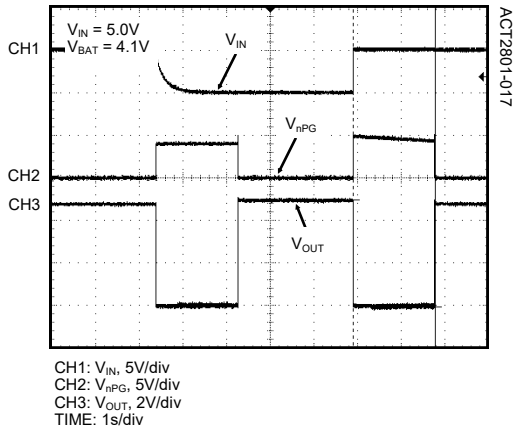 V_IN = 5.0V
V_BAT = 4.1V
CH1
V_IN
V_nPG
CH2
CH3
V_OUT
ACT2801-017
CH1: V_IN, 5V/div
CH2: V_nPG, 5V/div
CH3: V_OUT, 2V/div
TIME: 1s/div